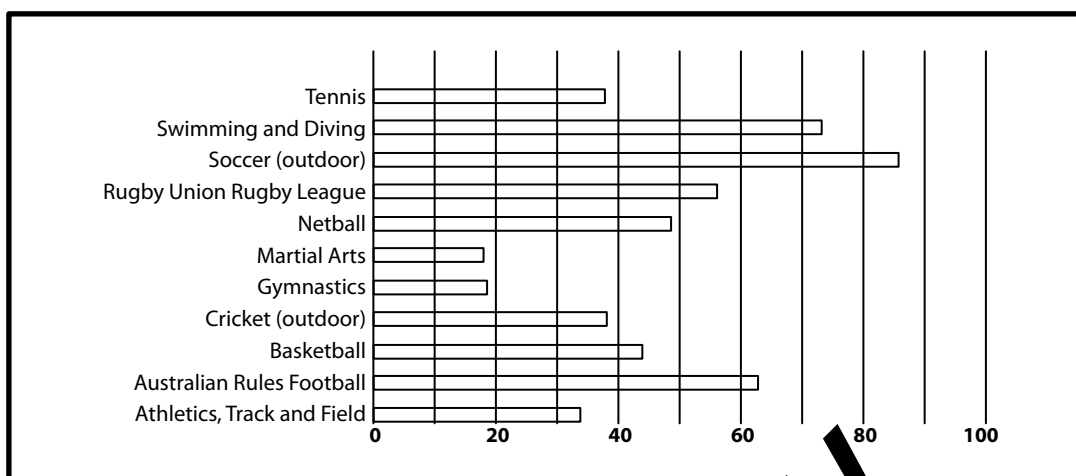 Tennis
Swimming and Diving
Soccer (outdoor)
Rugby Union Rugby League
Netball
Martial Arts
Gymnastics
Cricket (outdoor)
Basketball
Australian Rules Football
Athletics, Track and Field
0 20 40 60 80 100